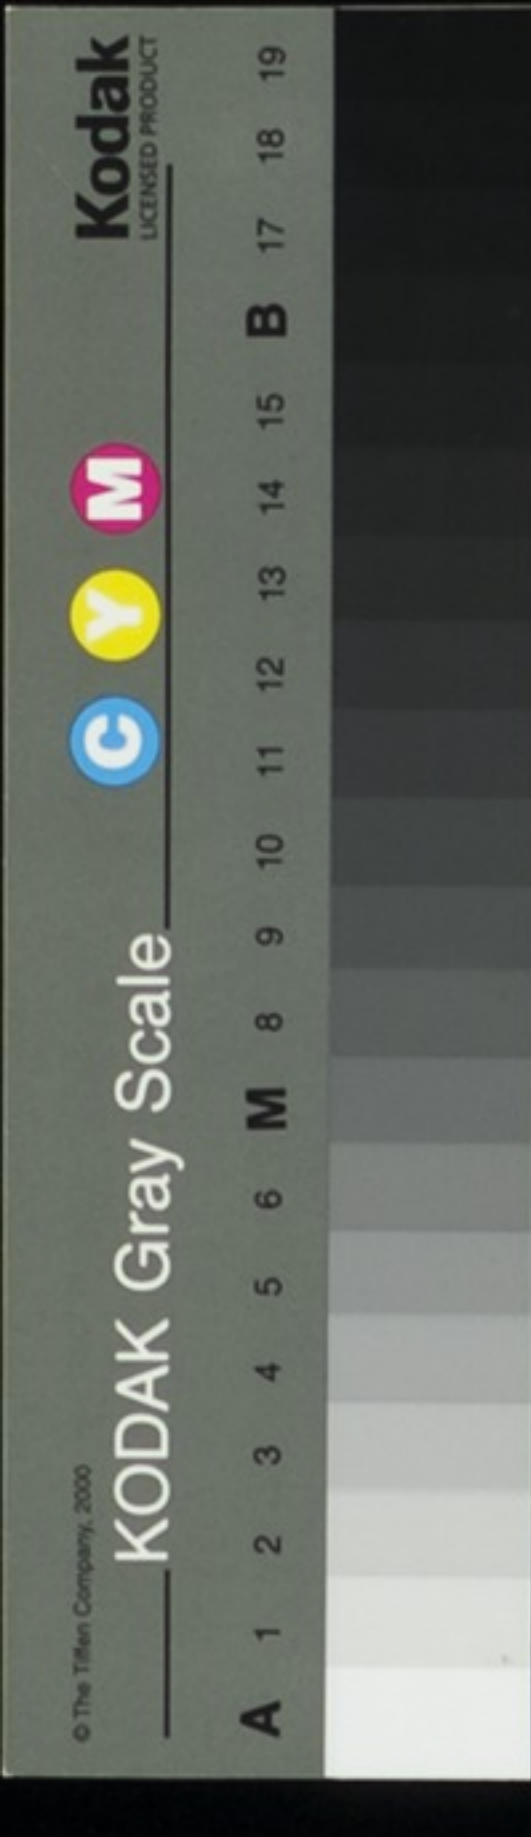 © The Tiffen Company, 2000
KODAK Gray Scale
C Y M
Kodak
LICENSED PRODUCT
A 1 2 3 4 5 6 M 8 9 10 11 12 13 14 15 B 17 18 19